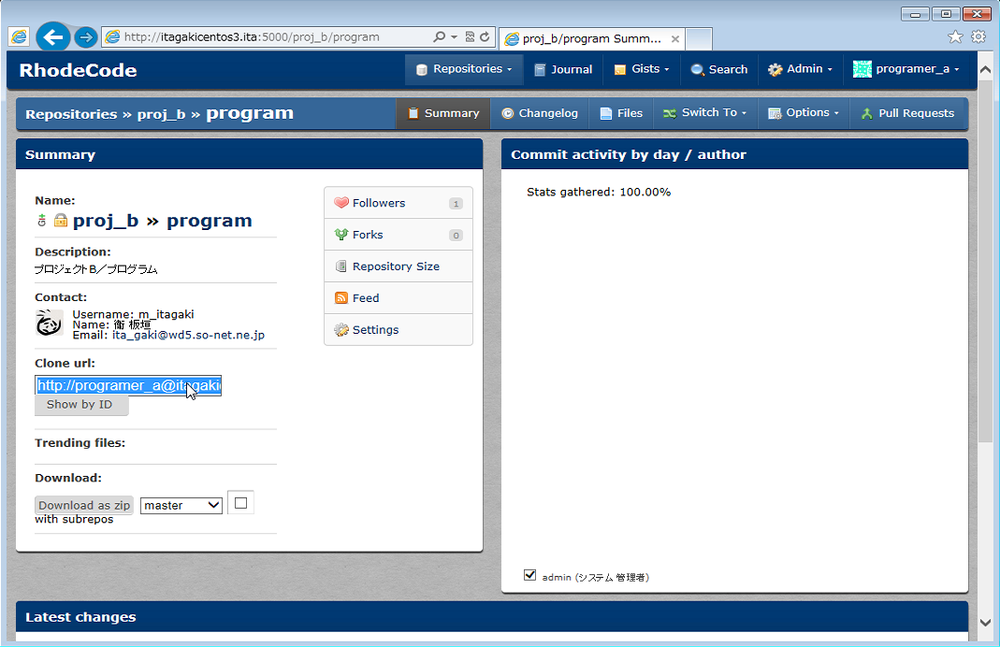 http://itagakicentos3.ita:5000/proj_b/program
proj_b/program Summ...
RhodeCode
Repositories
Journal
Gists
Search
Admin
programer_a
Repositories » proj_b » program
Summary
Changelog
Files
Switch To
Options
Pull Requests
Summary
Name:
proj_b » program
Description:
プロジェクトB／プログラム
Contact:
Username: m_itagaki
Name: 衛 板垣
Email: ita_gaki@wd5.so-net.ne.jp
Clone url:
http://programer_a@itagaki
Show by ID
Trending files:
Download:
Download as zip
master
with subrepos
Followers 1
Forks 0
Repository Size
Feed
Settings
Commit activity by day / author
Stats gathered: 100.00%
admin (システム 管理者)
Latest changes